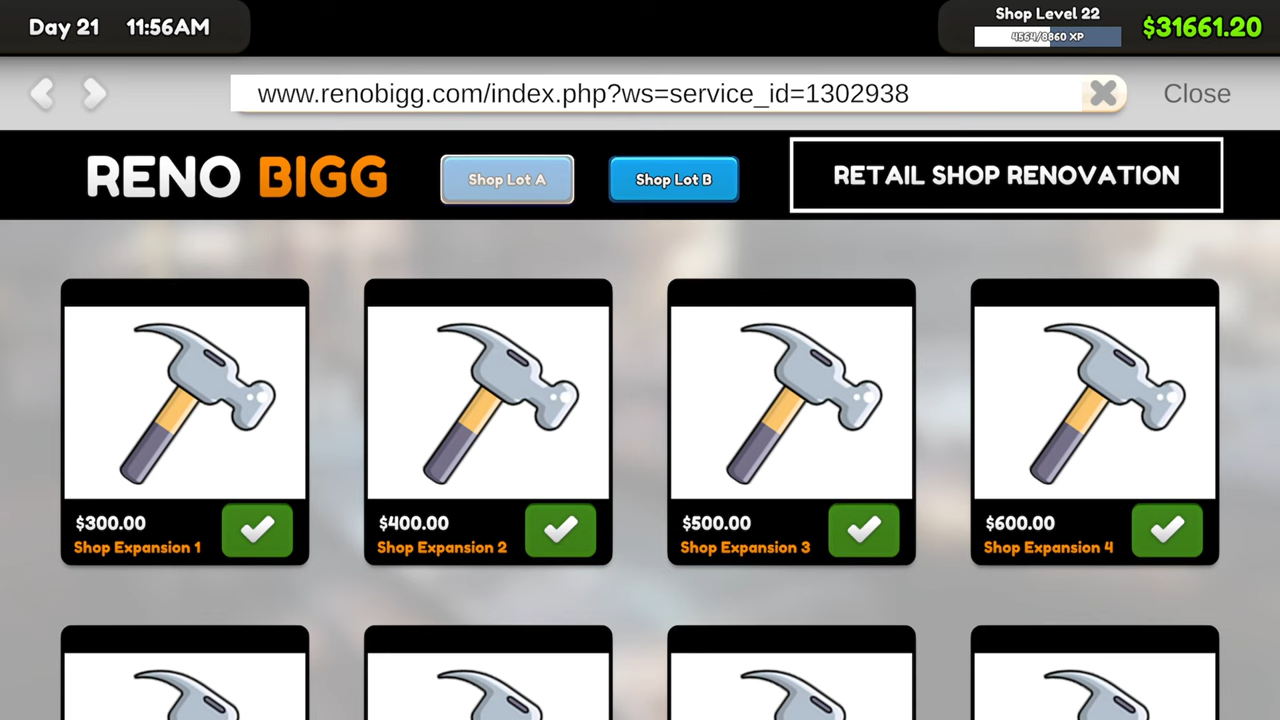 Day 21 11:56AM
Shop Level 22
4564/8860 XP
$31661.20
www.renobigg.com/index.php?ws=service_id=1302938
Close
RENO BIGG
Shop Lot A
Shop Lot B
RETAIL SHOP RENOVATION
$300.00
Shop Expansion 1
$400.00
Shop Expansion 2
$500.00
Shop Expansion 3
$600.00
Shop Expansion 4